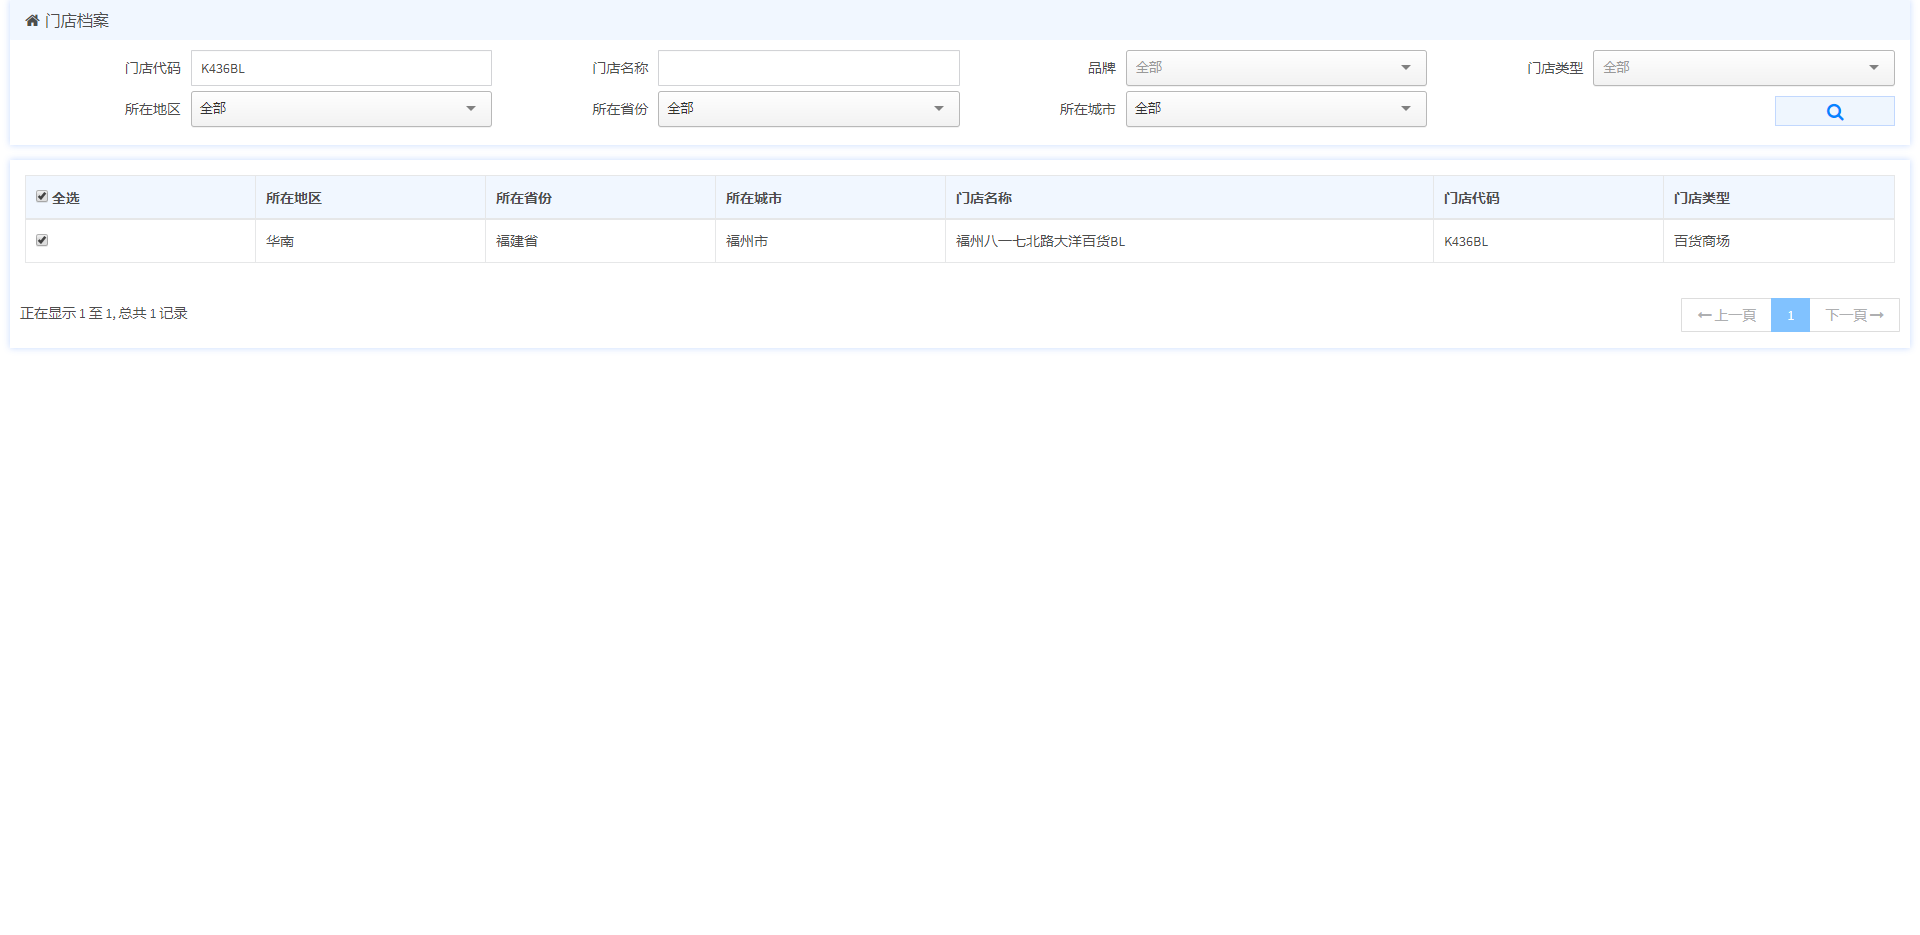 门店档案
门店代码 K436BL 门店名称 品牌 全部 门店类型 全部
所在地区 全部 所在省份 全部 所在城市 全部
全选 所在地区 所在省份 所在城市 门店名称 门店代码 门店类型
华南 福建省 福州市 福州八一七北路大洋百货BL K436BL 百货商场
正在显示 1 至 1, 总共 1 记录
←上一頁 1 下一頁→